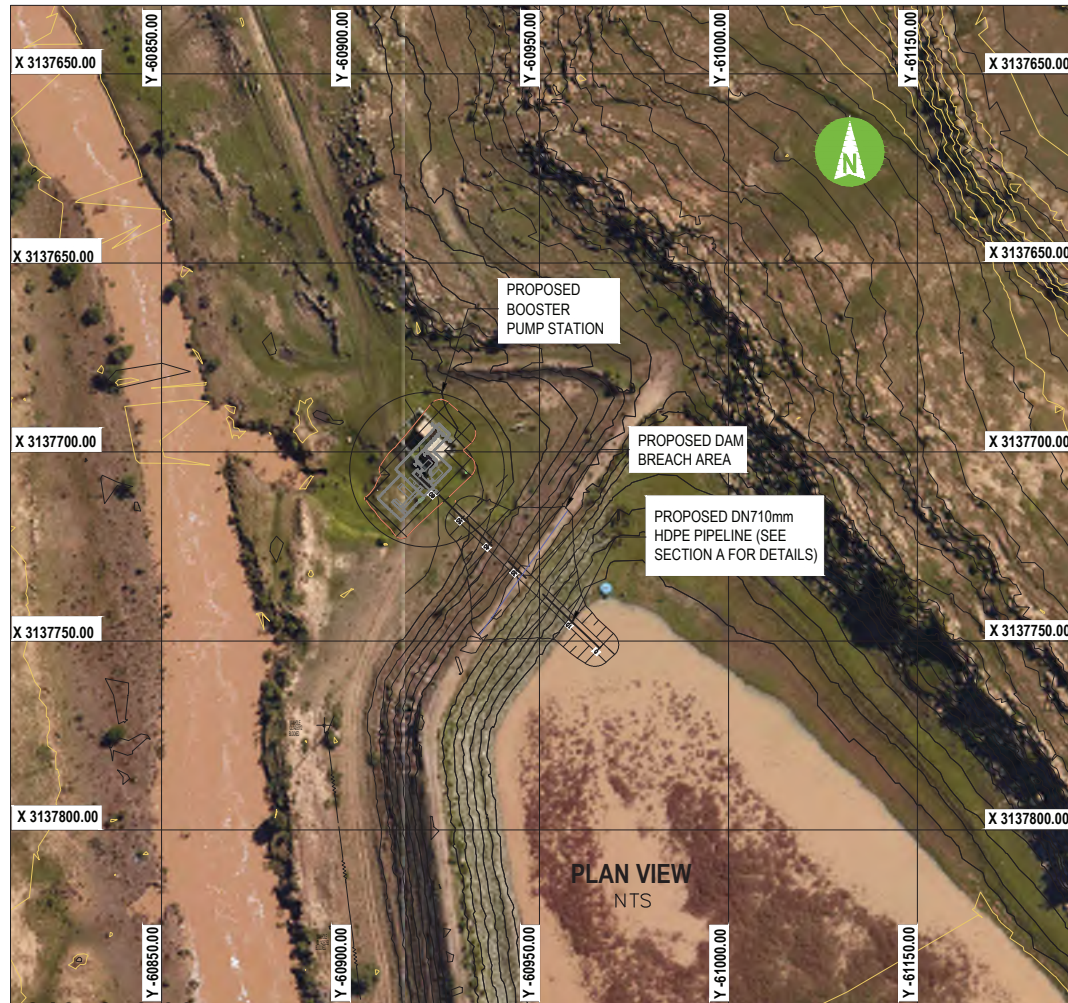 Y -60850.00
Y -60900.00
Y -60950.00
Y -61000.00
Y -61150.00
X 3137650.00
X 3137650.00
N
X 3137650.00
X 3137650.00
PROPOSED
BOOSTER
PUMP STATION
X 3137700.00
X 3137700.00
PROPOSED DAM
BREACH AREA
PROPOSED DN710mm
HDPE PIPELINE (SEE
SECTION A FOR DETAILS)
X 3137750.00
X 3137750.00
X 3137800.00
X 3137800.00
PLAN VIEW
NTS
Y -60850.00
Y -60900.00
Y -60950.00
Y -61000.00
Y -61150.00